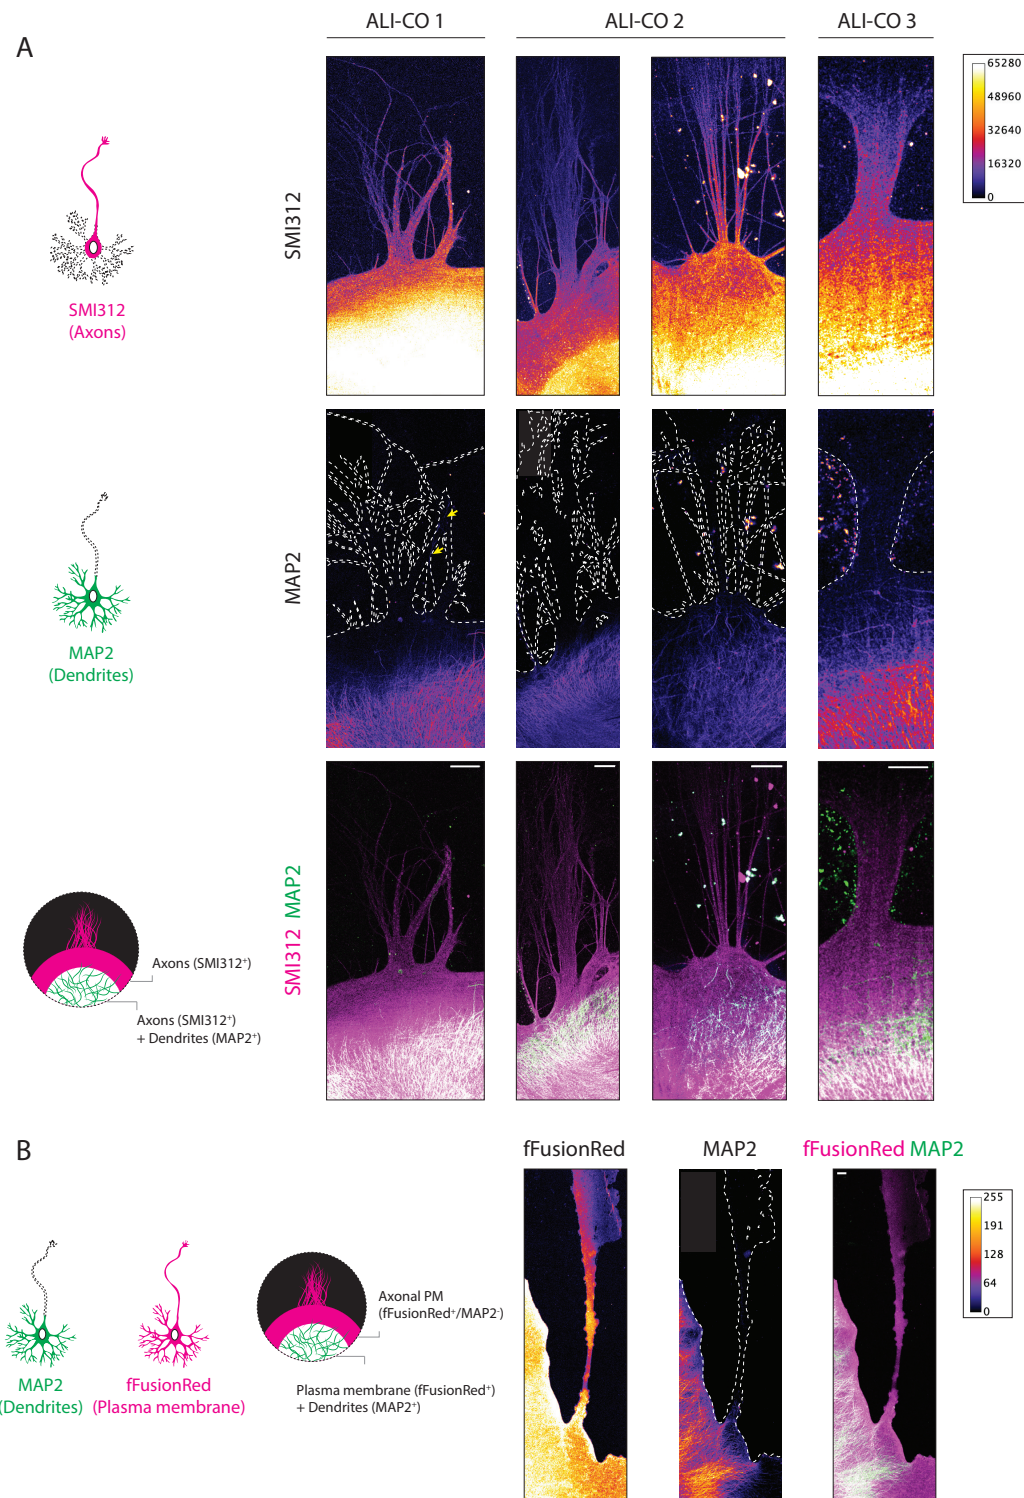 A
ALI-CO 1
ALI-CO 2
ALI-CO 3
SMI312
(Axons)
SMI312
65280
48960
32640
16320
0
MAP2
(Dendrites)
MAP2
SMI312 MAP2
Axons (SMI312⁺)
Axons (SMI312⁺)
+ Dendrites (MAP2⁺)
B
fFusionRed
MAP2
fFusionRed MAP2
MAP2
(Dendrites)
fFusionRed
(Plasma membrane)
Axonal PM
(fFusionRed⁺/MAP2⁻)
Plasma membrane (fFusionRed⁺)
+ Dendrites (MAP2⁺)
255
191
128
64
0